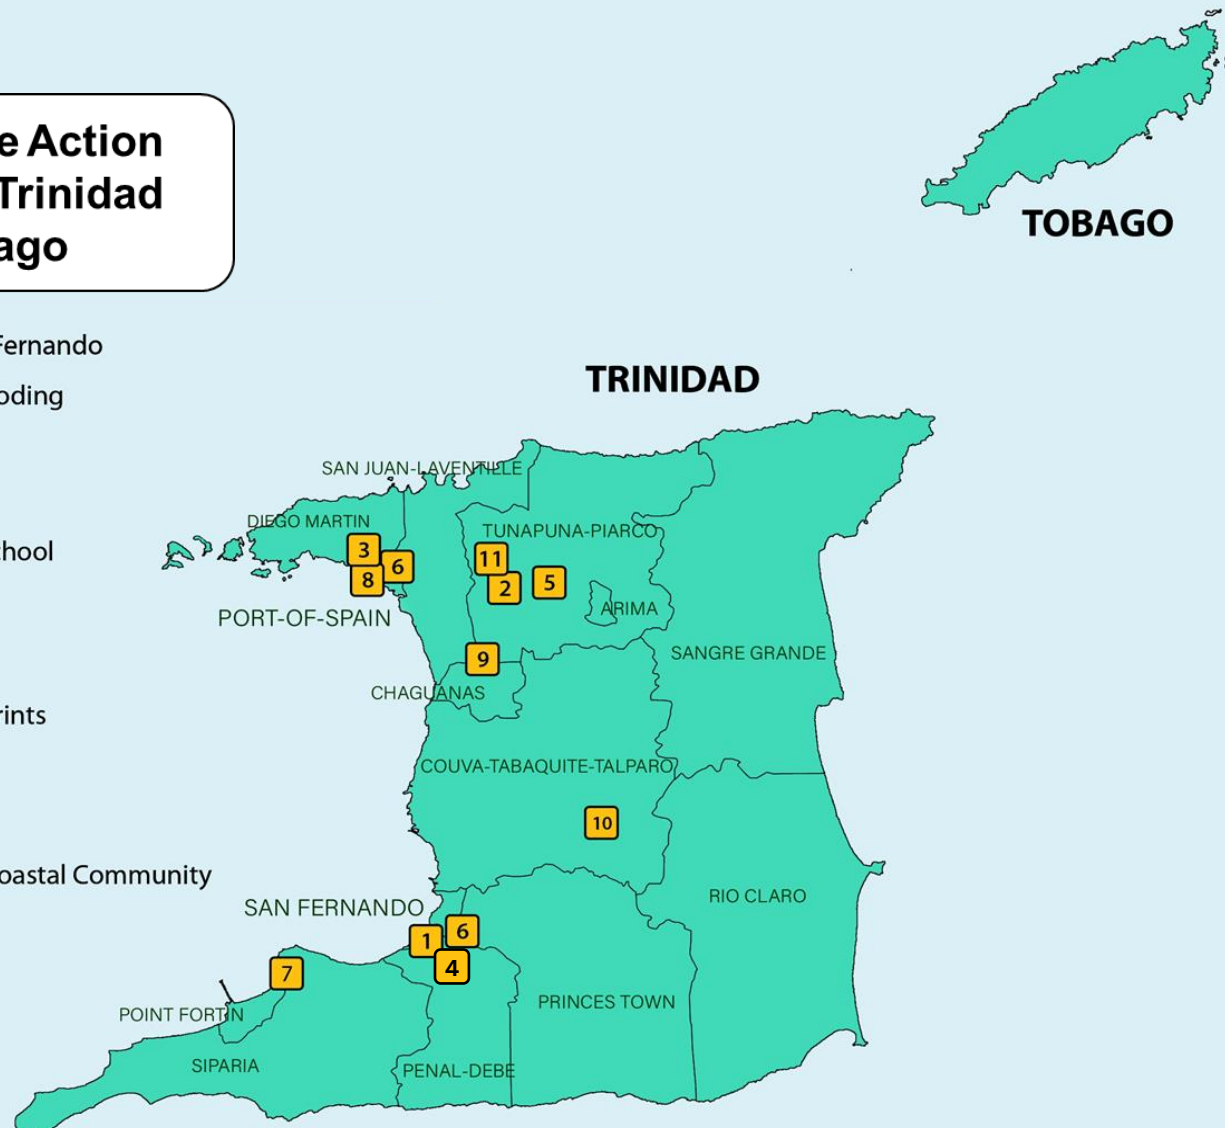 e Action
Trinidad
ago
TOBAGO
Fernando
oding
TRINIDAD
SAN JUAN-LAVENTILLE
DIEGO MARTIN
TUNAPUNA-PIARCO
3
6
8
11
2
5
chool
ARIMA
PORT-OF-SPAIN
SANGRE GRANDE
9
CHAGUANAS
rints
COUVA-TABAQUITE-TALPARO
10
oastal Community
RIO CLARO
SAN FERNANDO
1
6
4
7
PRINCES TOWN
POINT FORTIN
SIPARIA
PENAL-DEBE